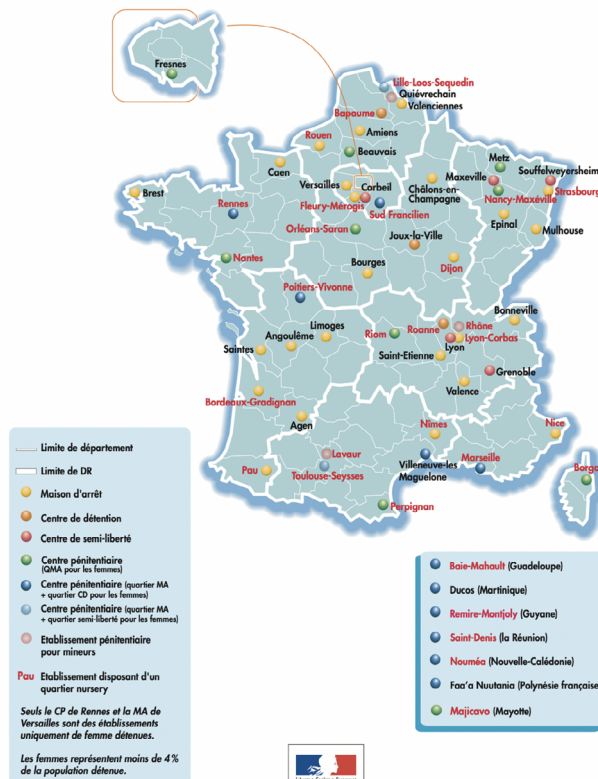 Fresnes
Lille-Loos-Sequedin
Quiévrechain
Valenciennes
Bapaume
Amiens
Rouen
Beauvais
Caen
Versailles
Corbeil
Fleury-Mérogis
Sud Francilien
Châlons-en-
Champagne
Metz
Maxeville
Souffelweyersheim
Strasbourg
Nancy-Maxéville
Epinal
Mulhouse
Brest
Rennes
Orléans-Saran
Joux-la-Ville
Nantes
Bourges
Dijon
Poitiers-Vivonne
Bonneville
Limoges
Angoulême
Saintes
Riom
Roanne
Rhône
Lyon-Corbas
Lyon
Saint-Etienne
Grenoble
Valence
Bordeaux-Gradignan
Agen
Nîmes
Nice
Lavaur
Toulouse-Seysses
Villeneuve-les
Maguelone
Marseille
Pau
Perpignan
Borgo
Limite de département
Limite de DR
Maison d'arrêt
Centre de détention
Centre de semi-liberté
Centre pénitentiaire
(QMA pour les femmes)
Centre pénitentiaire (quartier MA
+ quartier CD pour les femmes)
Centre pénitentiaire (quartier MA
+ quartier semi-liberté pour les femmes)
Etablissement pénitentiaire
pour mineurs
Pau Etablissement disposant d'un
quartier nursery
Seuls le CP de Rennes et la MA de
Versailles sont des établissements
uniquement de femme détenues.
Les femmes représentent moins de 4%
de la population détenue.
Baie-Mahault (Guadeloupe)
Ducos (Martinique)
Remire-Montjoly (Guyane)
Saint-Denis (la Réunion)
Nouméa (Nouvelle-Calédonie)
Faa'a Nuutania (Polynésie française
Majicavo (Mayotte)